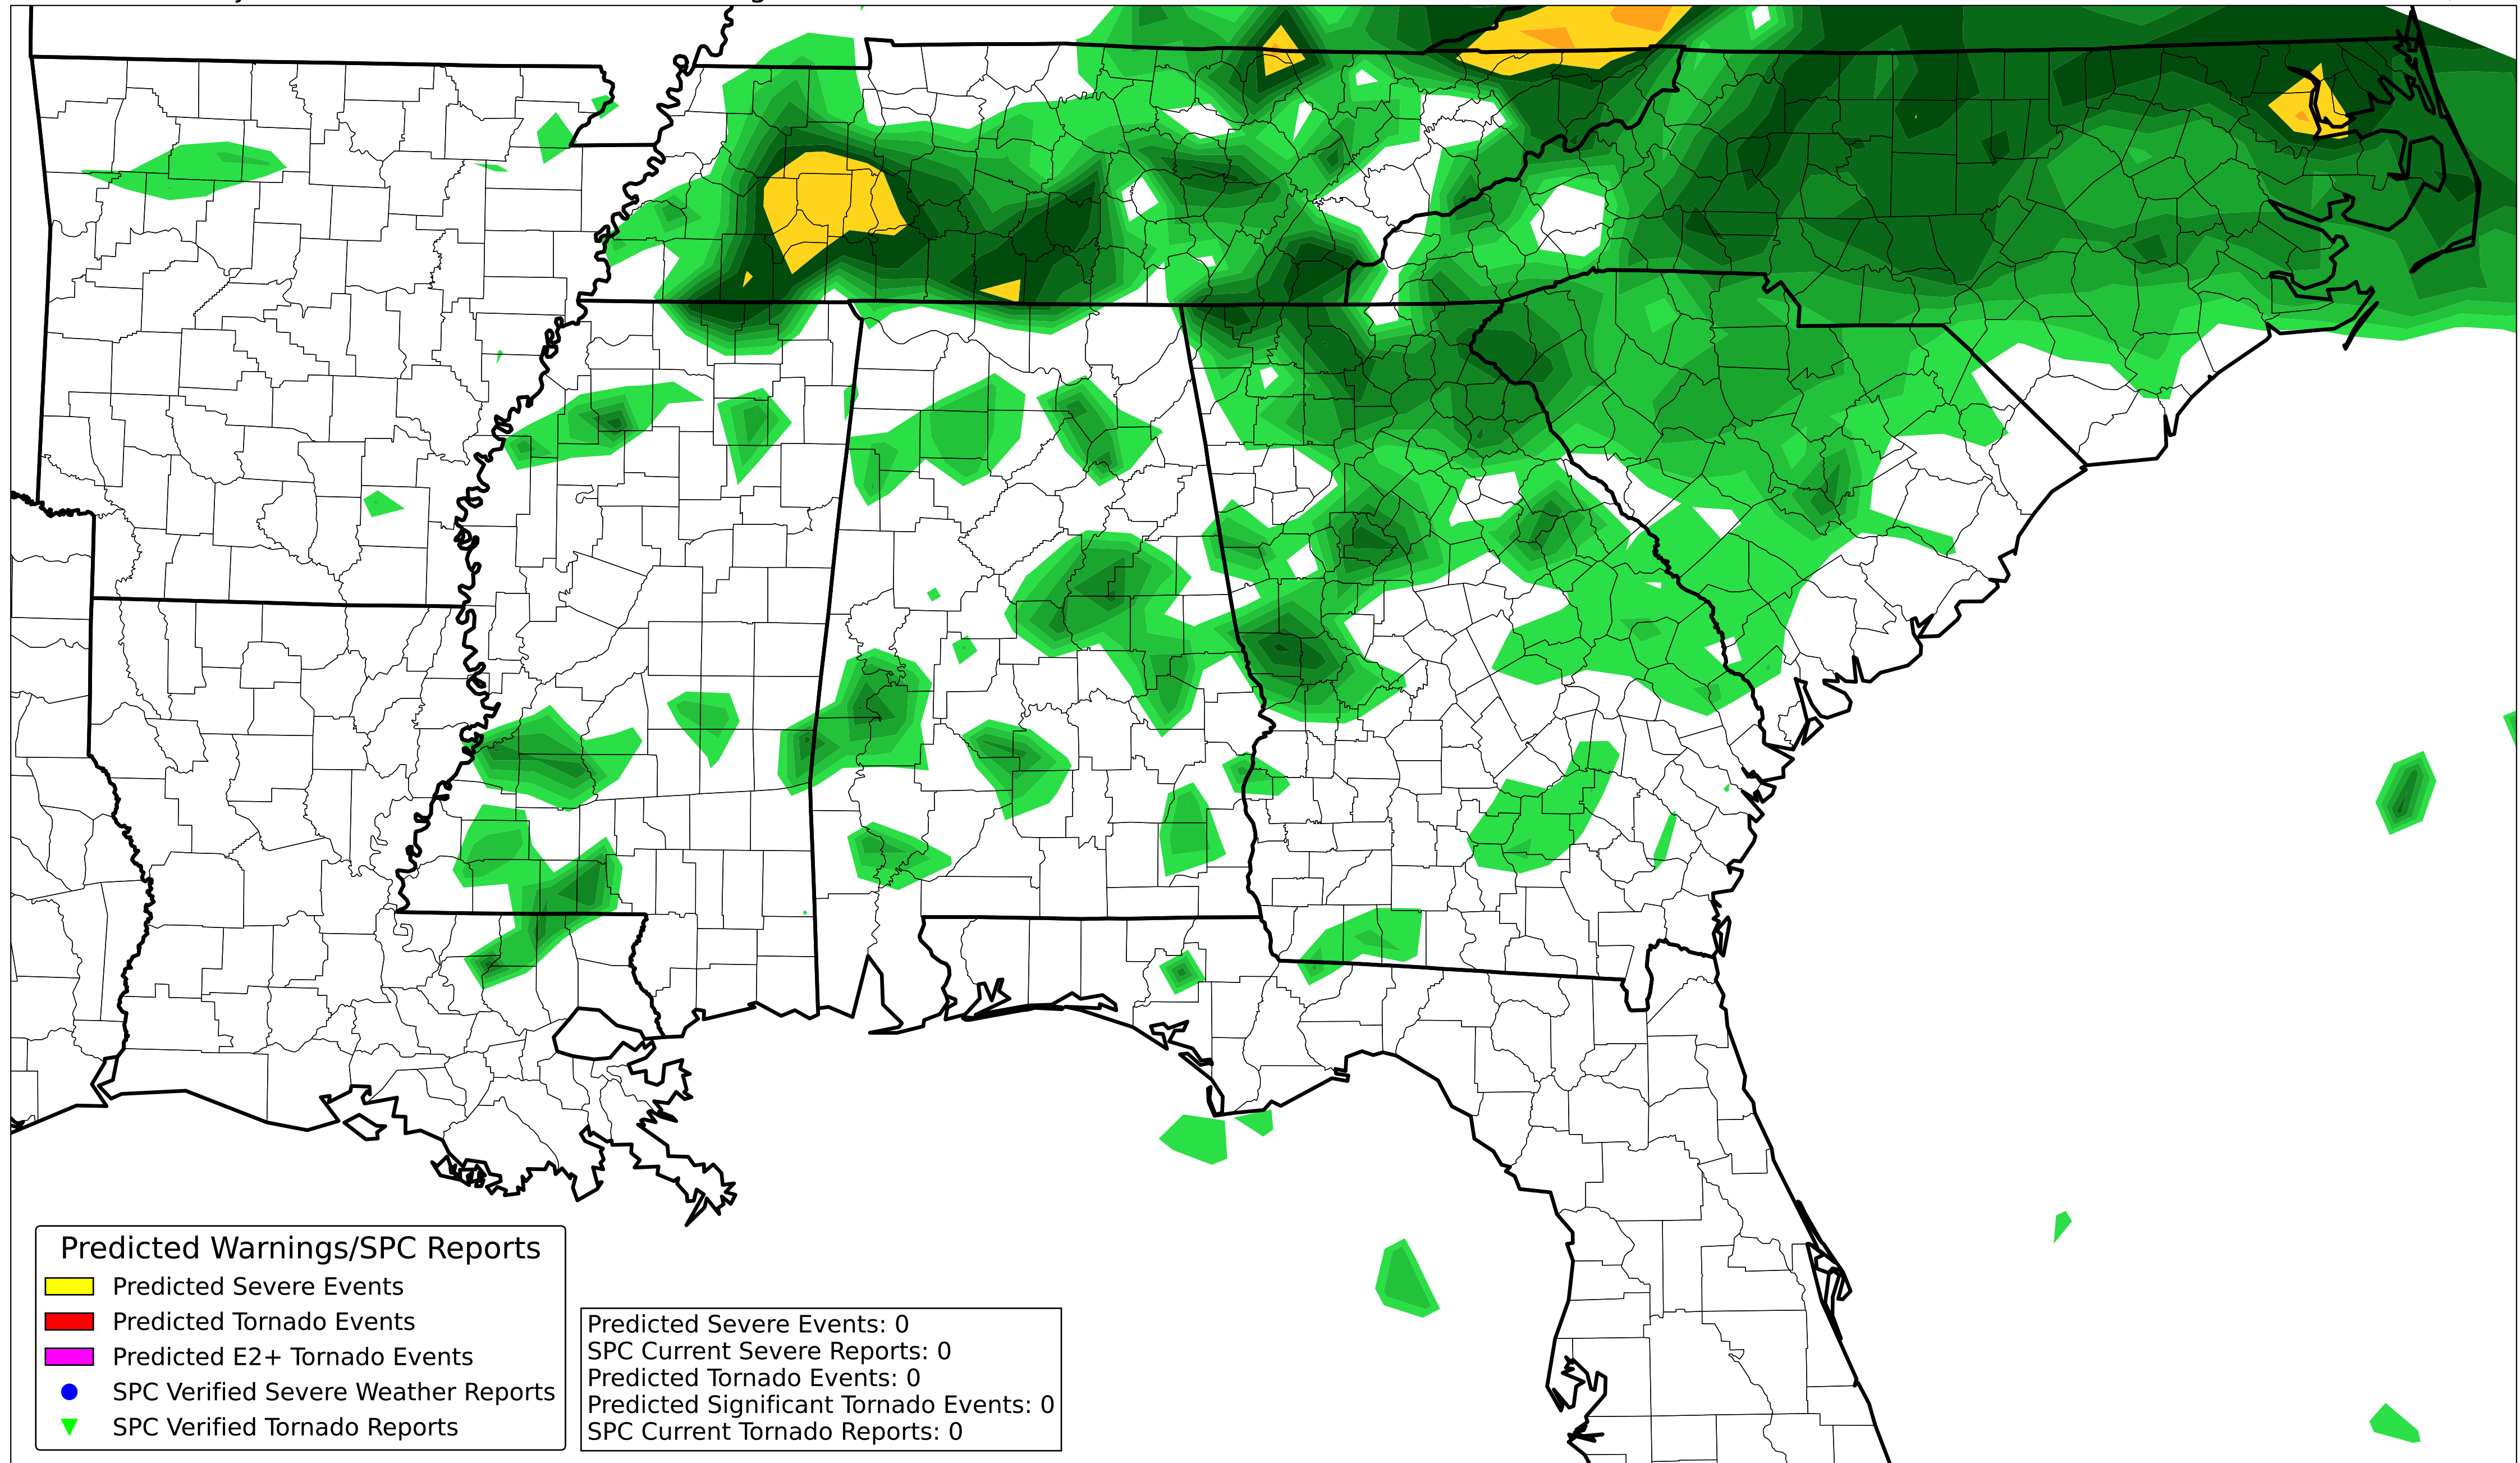 Predicted Warnings/SPC Reports
Predicted Severe Events
Predicted Tornado Events
Predicted E2+ Tornado Events
SPC Verified Severe Weather Reports
SPC Verified Tornado Reports
Predicted Severe Events: 0
SPC Current Severe Reports: 0
Predicted Tornado Events: 0
Predicted Significant Tornado Events: 0
SPC Current Tornado Reports: 0